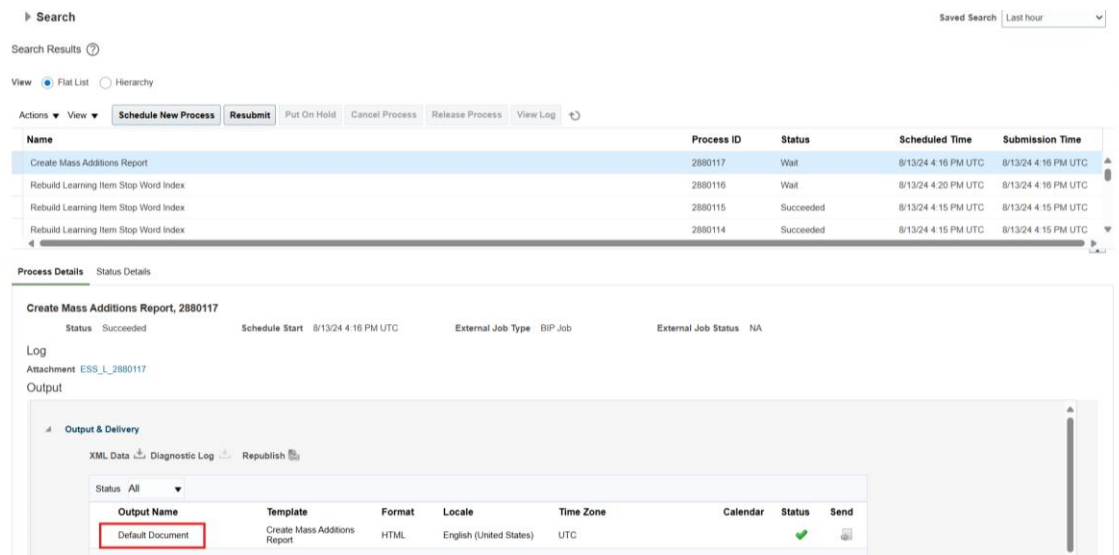 Search
Saved Search Last hour
Search Results ?
View Flat List Hierarchy
Actions View Schedule New Process Resubmit Put On Hold Cancel Process Release Process View Log
Name Process ID Status Scheduled Time Submission Time
Create Mass Additions Report 2880117 Wait 8/13/24 4:16 PM UTC 8/13/24 4:16 PM UTC
Rebuild Learning Item Stop Word Index 2880116 Wait 8/13/24 4:20 PM UTC 8/13/24 4:16 PM UTC
Rebuild Learning Item Stop Word Index 2880115 Succeeded 8/13/24 4:15 PM UTC 8/13/24 4:15 PM UTC
Rebuild Learning Item Stop Word Index 2880114 Succeeded 8/13/24 4:15 PM UTC 8/13/24 4:15 PM UTC
Process Details Status Details
Create Mass Additions Report, 2880117
Status Succeeded Schedule Start 8/13/24 4:16 PM UTC External Job Type BIP Job External Job Status NA
Log
Attachment ESS_L_2880117
Output
Output & Delivery
XML Data Diagnostic Log Republish
Status All
Output Name Template Format Locale Time Zone Calendar Status Send
Default Document Create Mass Additions Report HTML English (United States) UTC